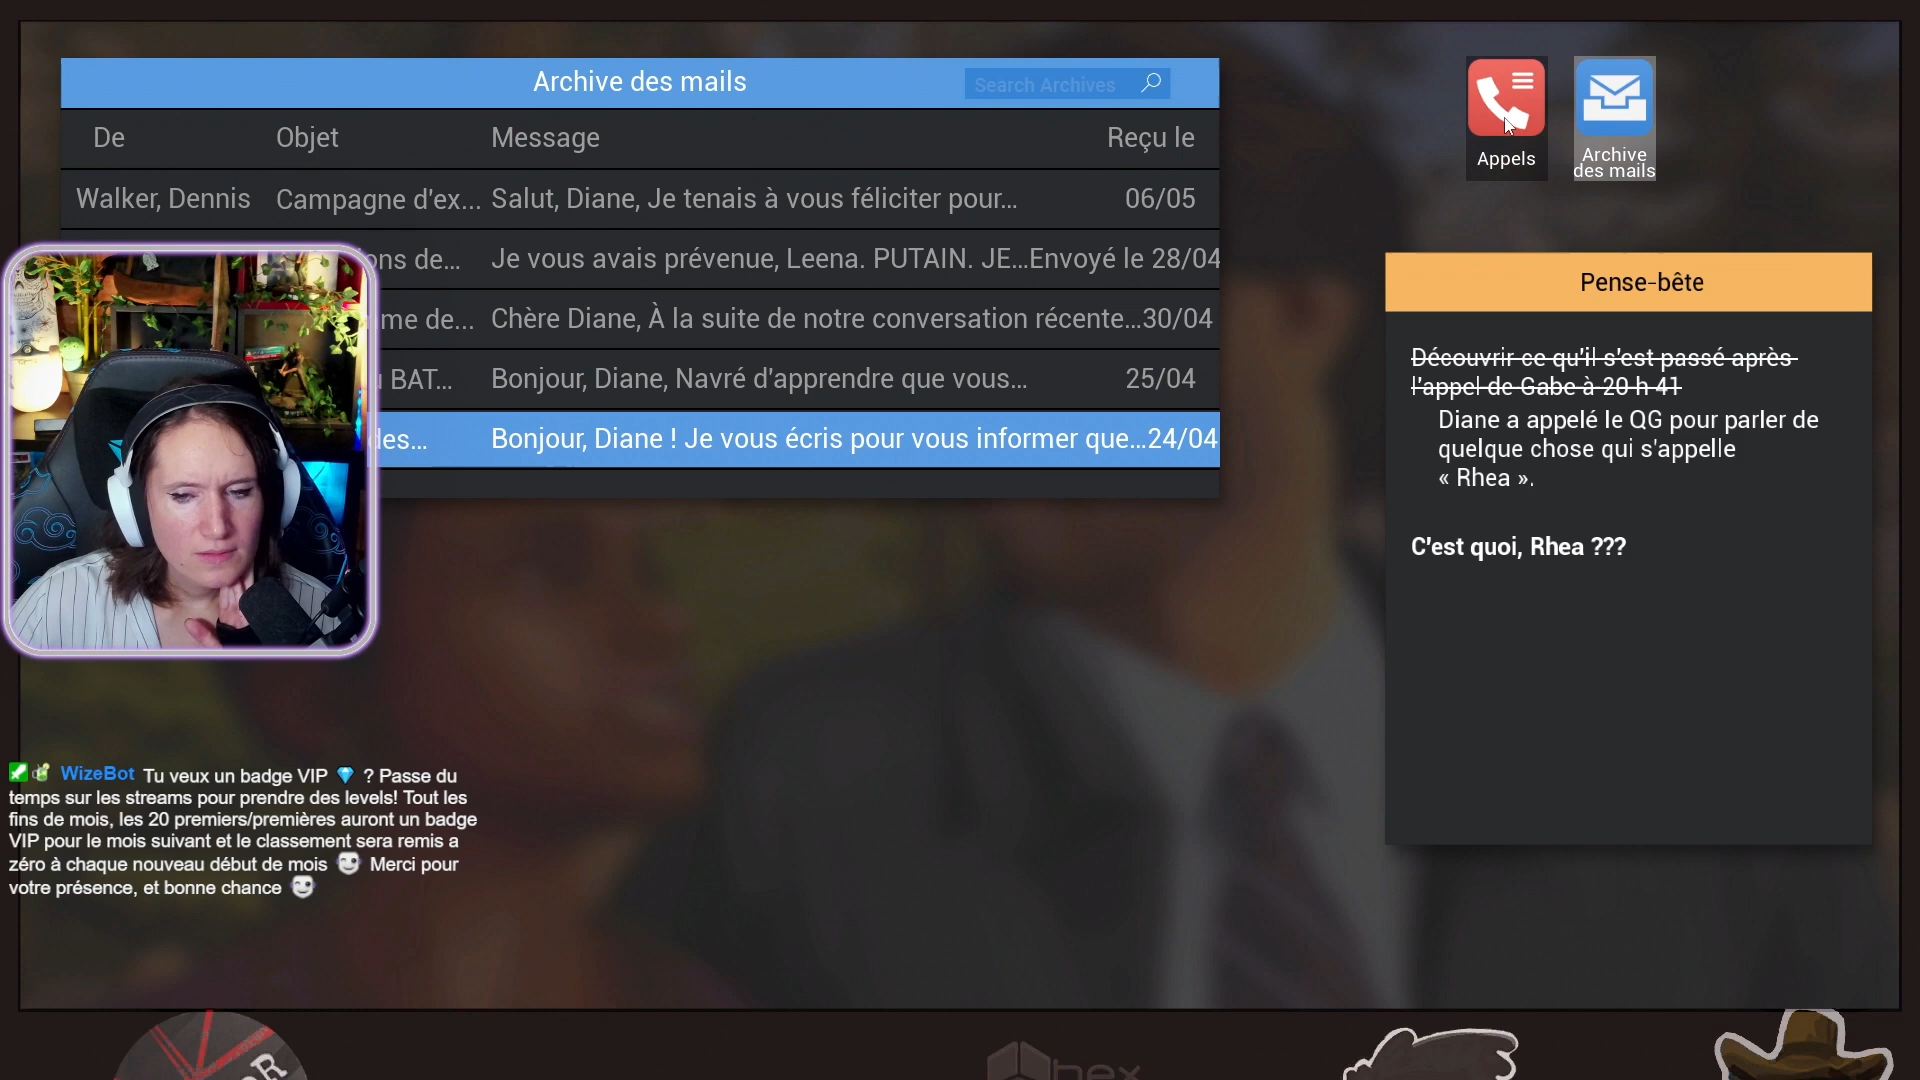 Archive des mails
Search Archives
De Objet Message Reçu le
Walker, Dennis Campagne d'ex... Salut, Diane, Je tenais à vous féliciter pour... 06/05
ons de... Je vous avais prévenue, Leena. PUTAIN. JE...Envoyé le 28/04
me de... Chère Diane, À la suite de notre conversation récente...30/04
BAT... Bonjour, Diane, Navré d'apprendre que vous... 25/04
des... Bonjour, Diane ! Je vous écris pour vous informer que...24/04
Appels
Archive
des mails
Pense-bête
Découvrir ce qu'il s'est passé après
l'appel de Gabe à 20 h 41
Diane a appelé le QG pour parler de
quelque chose qui s'appelle
« Rhea ».
C'est quoi, Rhea ???
WizeBot Tu veux un badge VIP ? Passe du
temps sur les streams pour prendre des levels! Tout les
fins de mois, les 20 premiers/premières auront un badge
VIP pour le mois suivant et le classement sera remis a
zéro à chaque nouveau début de mois Merci pour
votre présence, et bonne chance
hex